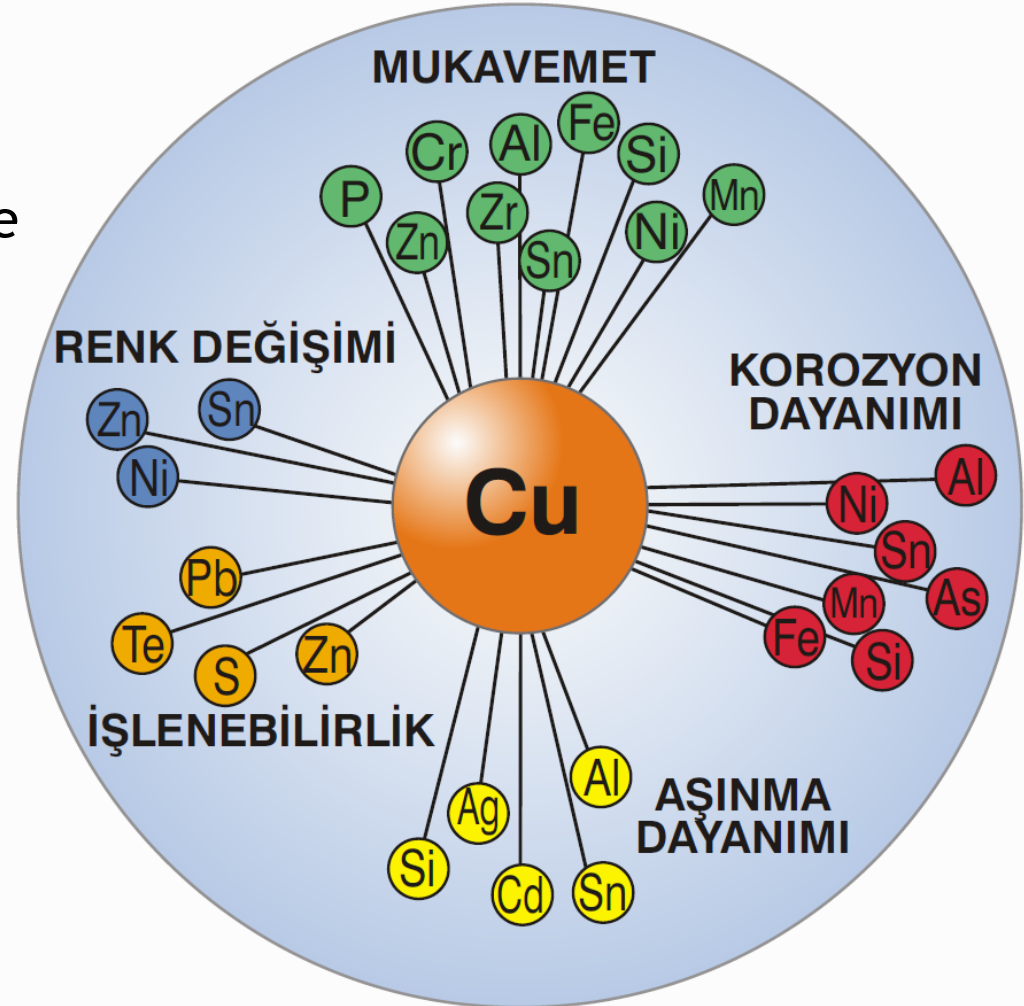 MUKAVEMET
Fe
Al
Cr
Si
P
Mn
Zr
Zn
Ni
Sn
e
RENK DEĞİŞİMİ
Zn
Sn
Ni
KOROZYON
DAYANIMI
Al
Ni
Sn
As
Mn
Fe
Si
Cu
Pb
Te
S
Zn
İŞLENEBİLİRLİK
Al
Ag
Si
Cd
Sn
AŞINMA
DAYANIMI